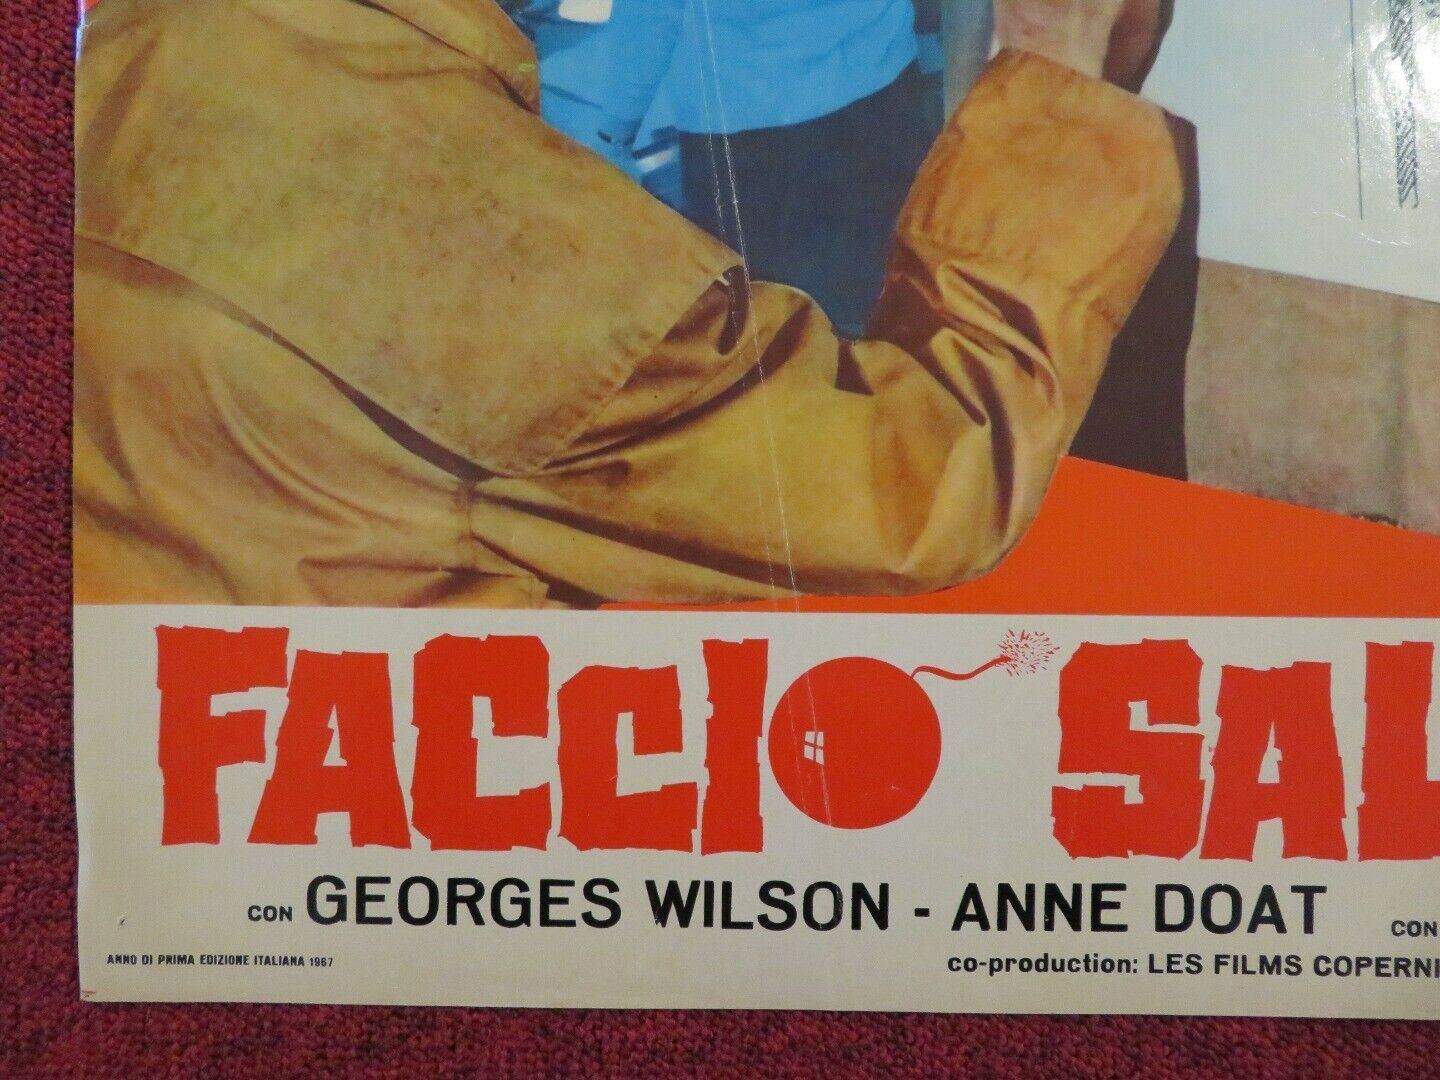 FACCIO SAL
CON GEORGES WILSON - ANNE DOAT CON
ANNO DI PRIMA EDIZIONE ITALIANA 1967
co-production: LES FILMS COPERNI